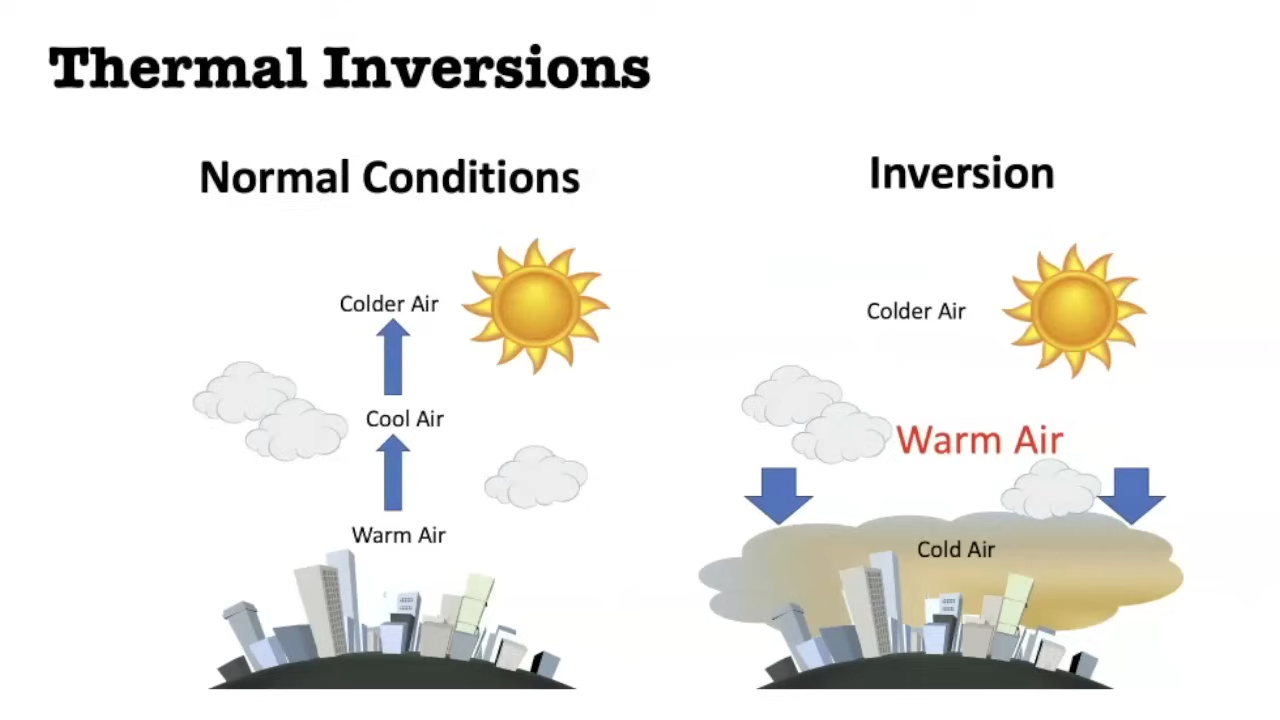 Thermal Inversions
Normal Conditions
Colder Air
Cool Air
Warm Air
Inversion
Colder Air
Warm Air
Cold Air